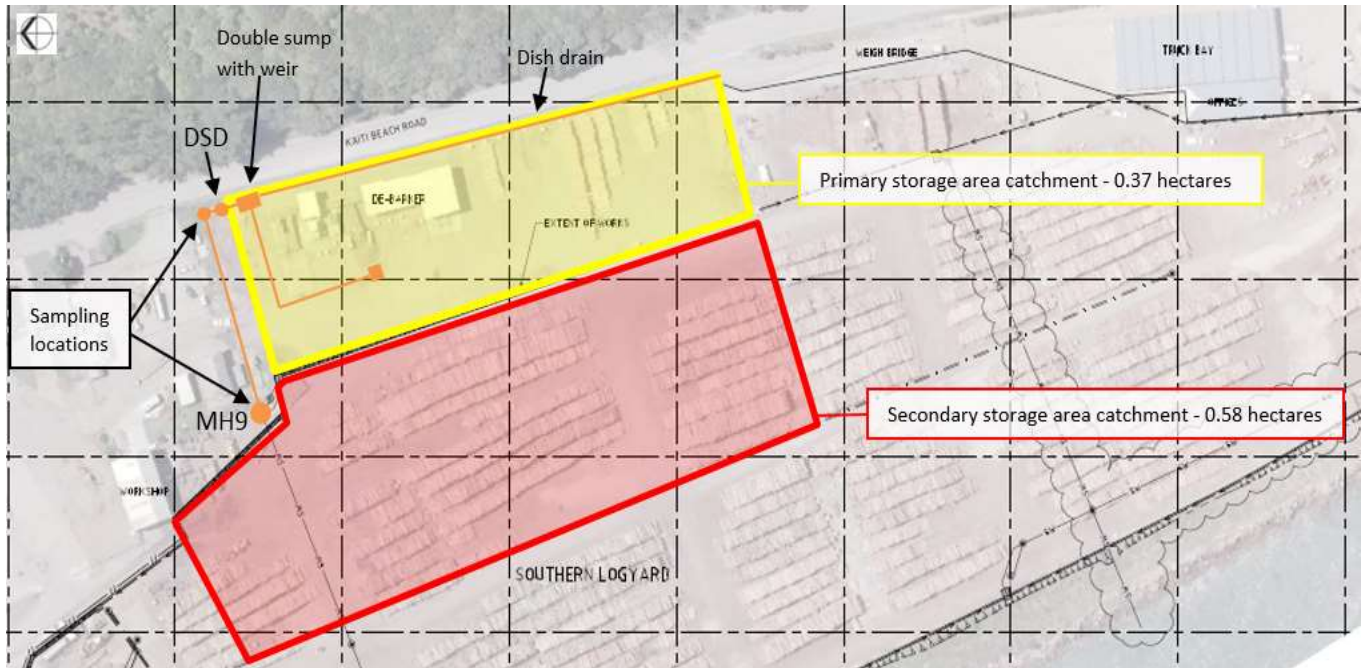 Double sump
with weir
Dish drain
WEIGH BRIDGE
TRUCK BAY
OFFICES
DSD
KAITI BEACH ROAD
Primary storage area catchment - 0.37 hectares
DE-BARKER
EXTENT OF WORKS
Sampling
locations
MH9
Secondary storage area catchment - 0.58 hectares
WORKSHOP
SOUTHERN LOGYARD